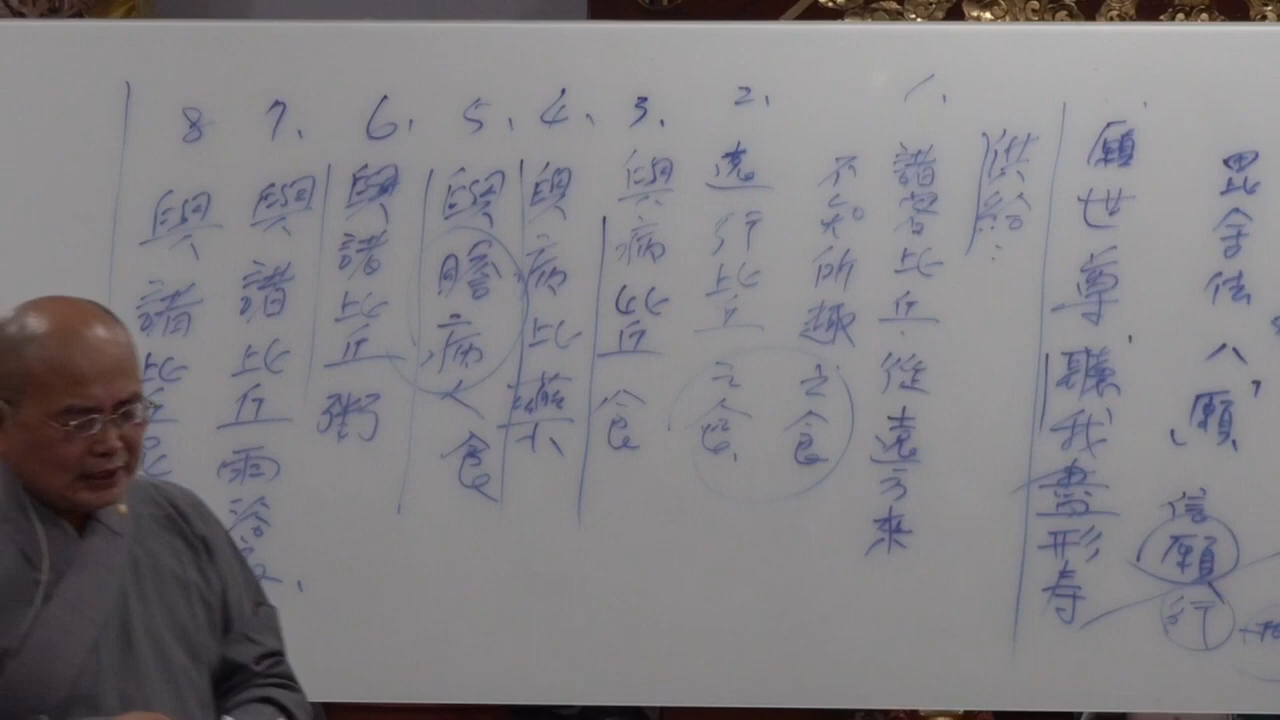 毘舍佉八願
信願行
願世尊聽我盡形壽
供給:
1.
諸客比丘從遠方來
不知所趣之食
2.
遠行比丘之食
3.
與病比丘食
4.
與病比丘藥
5.
與瞻病人食
6.
與諸比丘粥
7.
與諸比丘雨浴衣
8
與諸比丘尼